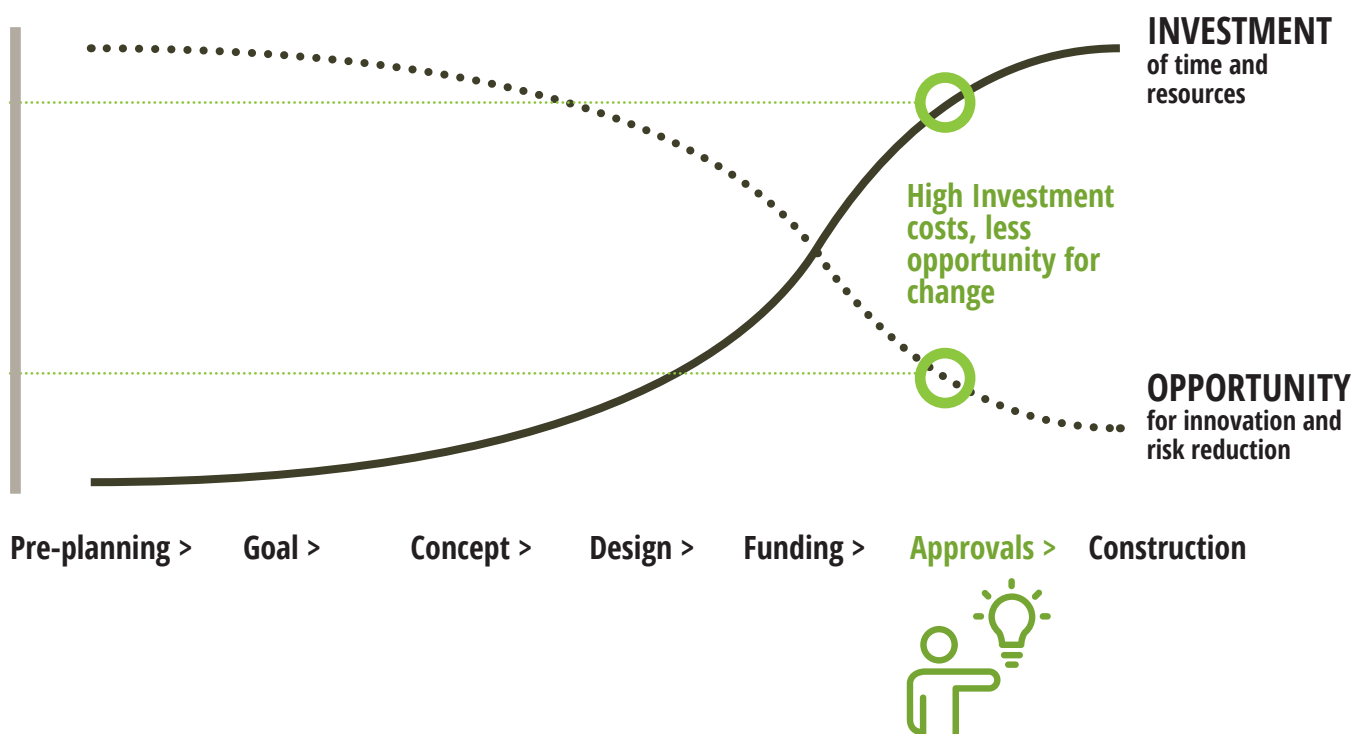 INVESTMENT
of time and
resources
High Investment
costs, less
opportunity for
change
OPPORTUNITY
for innovation and
risk reduction
Pre-planning > Goal > Concept > Design > Funding > Approvals > Construction